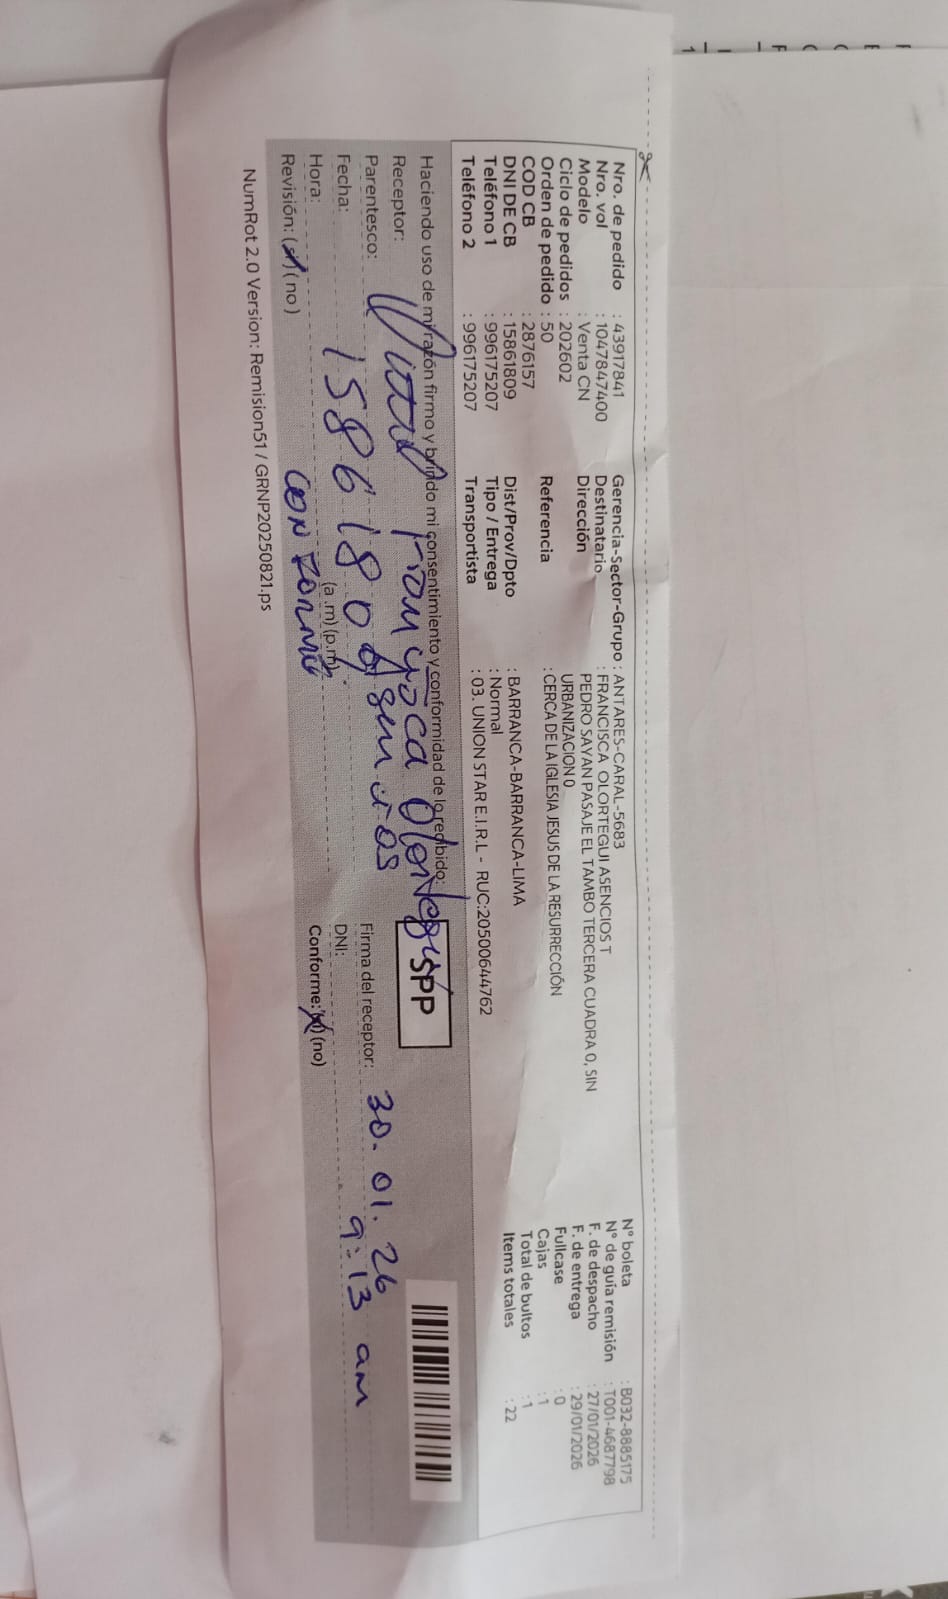 Nro. de pedido : 43917841
Nro. vol : 1047847400
Modelo : Venta CN
Ciclo de pedidos : 202602
Orden de pedido : 50
COD CB : 2876157
DNI DE CB : 15861809
Teléfono 1 : 996175207
Teléfono 2 : 996175207
Gerencia-Sector-Grupo : ANTARES-CARAL-5683
Destinatario : FRANCISCA OLORTEGUI ASENCIOS T
Dirección : PEDRO SAYAN PASAJE EL TAMBO TERCERA CUADRA 0, SIN
URBANIZACION 0
Referencia : CERCA DE LA IGLESIA JESUS DE LA RESURRECCIÓN
Dist/Prov/Dpto : BARRANCA-BARRANCA-LIMA
Tipo / Entrega : Normal
Transportista : 03. UNION STAR E.I.R.L - RUC:20500644762
N° boleta : B032-8885175
N° de guía remisión : T001-4687798
F. de despacho : 27/01/2026
F. de entrega : 29/01/2026
Fullcase : 0
Cajas : 1
Total de bultos : 1
Items totales : 22
Haciendo uso de mi razón firmo y brindo mi consentimiento y conformidad de lo recibido:
SPP
Receptor: Olortegui
Parentesco:
Firma del receptor: 30.01.26
Fecha: 15861809
DNI: 9:13 am
Hora: (a.m)(p.m)
CONFORME
Conforme: (si)(no)
Revisión: (si)(no)
NumRot 2.0 Version: Remision51 / GRNP20250821.ps